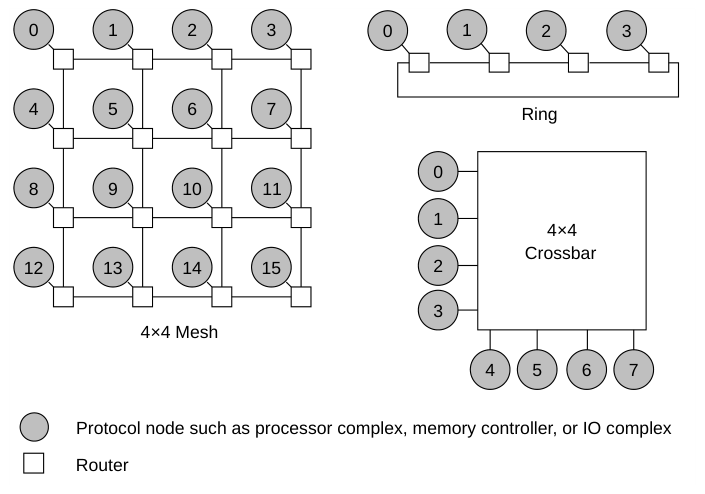 0 1 2 3
4 5 6 7
8 9 10 11
12 13 14 15
4×4 Mesh
0 1 2 3
Ring
0
1
2
3
4×4
Crossbar
4 5 6 7
Protocol node such as processor complex, memory controller, or IO complex
Router